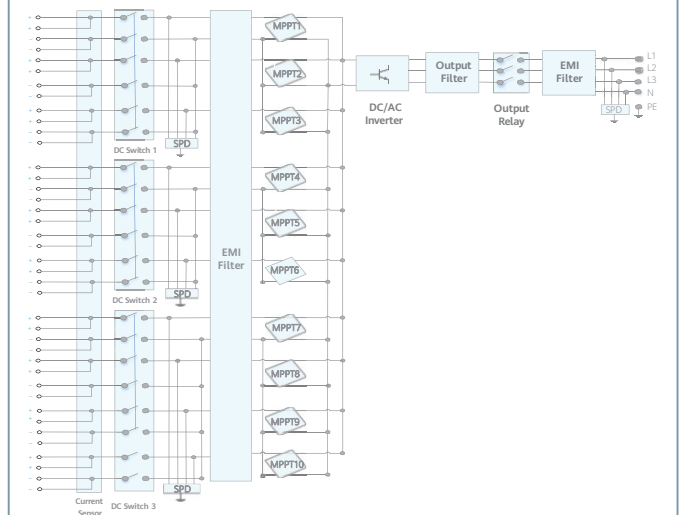 MPPT1
MPPT2
MPPT3
SPD
DC Switch 1
MPPT4
MPPT5
MPPT6
EMI
Filter
SPD
DC Switch 2
MPPT7
MPPT8
MPPT9
MPPT10
SPD
Current
Sensor
DC Switch 3
DC/AC
Inverter
Output
Filter
Output
Relay
EMI
Filter
L1
L2
L3
N
SPD
PE